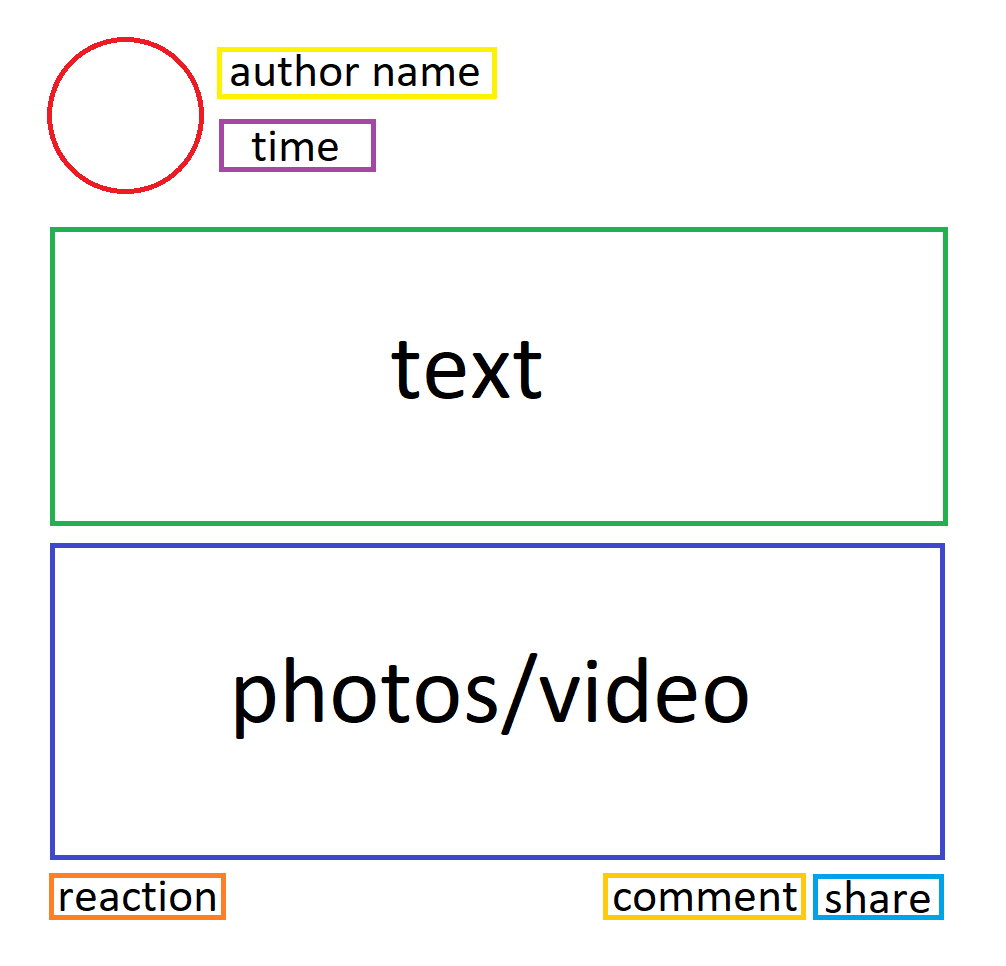 author name
time
text
photos/video
reaction
comment
share